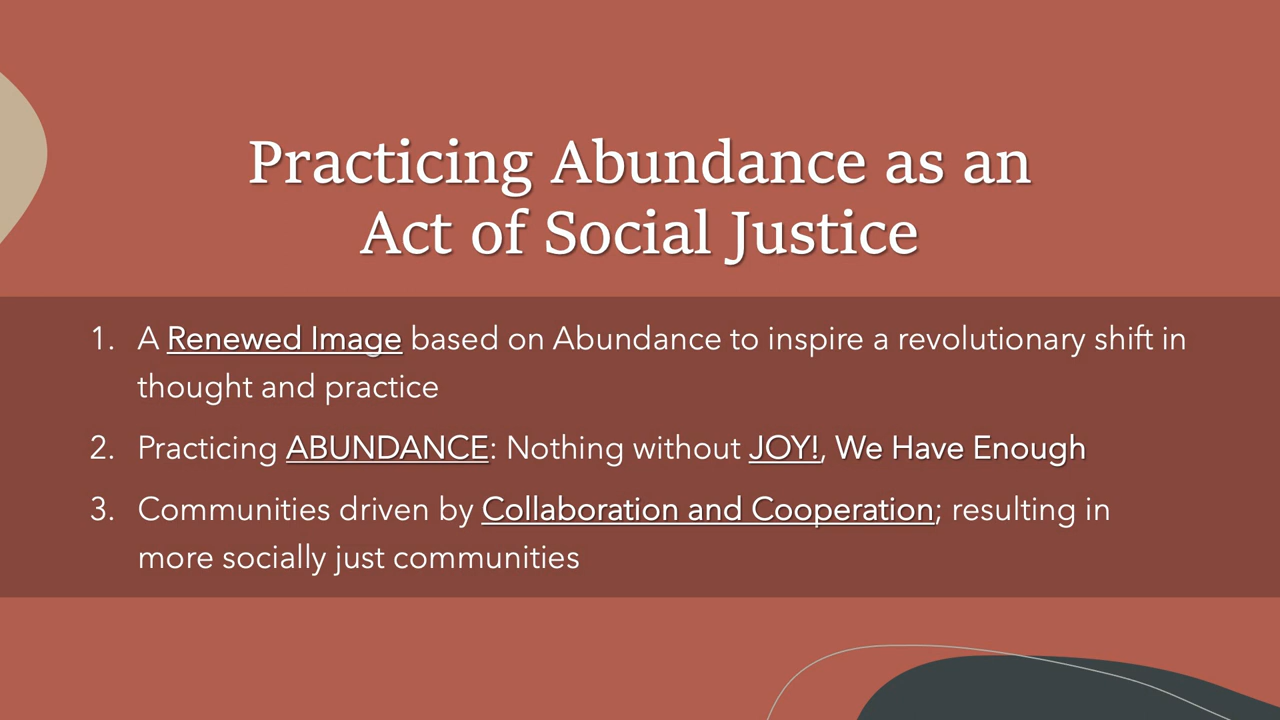 Practicing Abundance as an
Act of Social Justice
1. A Renewed Image based on Abundance to inspire a revolutionary shift in
thought and practice
2. Practicing ABUNDANCE: Nothing without JOY!, We Have Enough
3. Communities driven by Collaboration and Cooperation; resulting in
more socially just communities